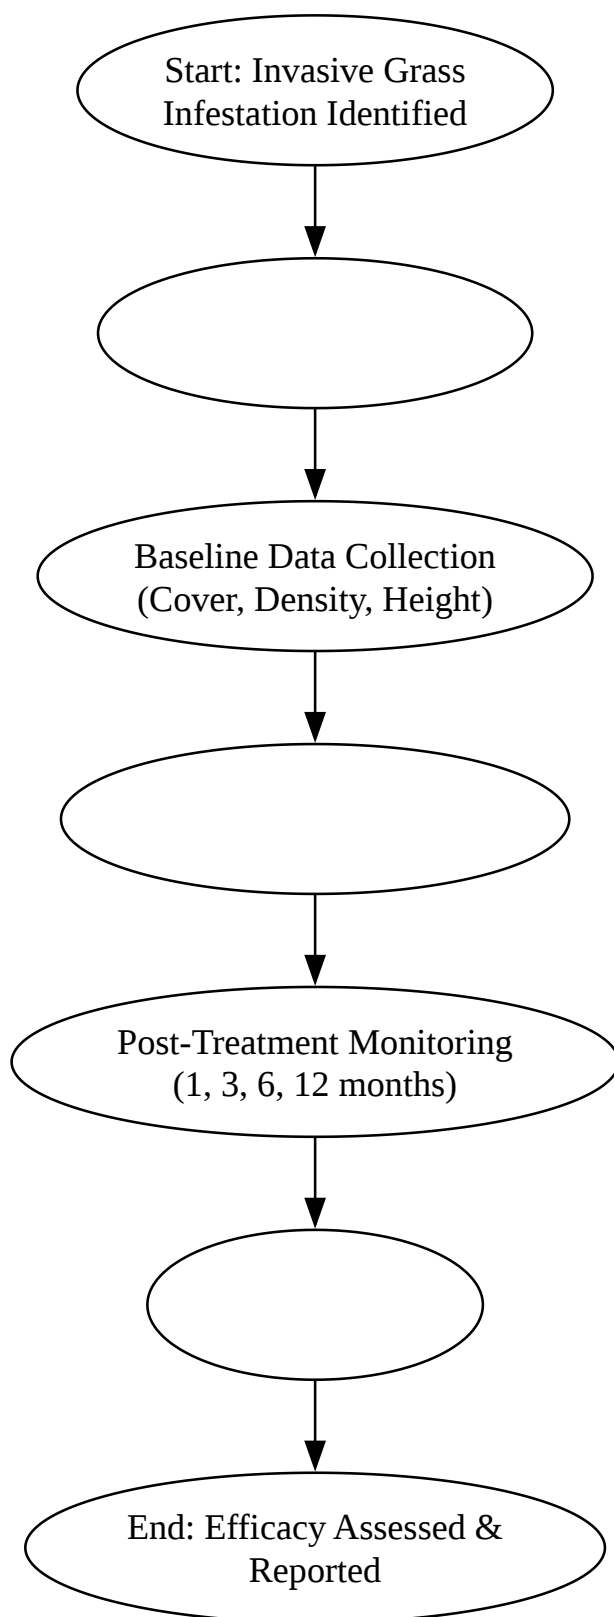 Start: Invasive Grass
Infestation Identified
Baseline Data Collection
(Cover, Density, Height)
Post-Treatment Monitoring
(1, 3, 6, 12 months)
End: Efficacy Assessed &
Reported